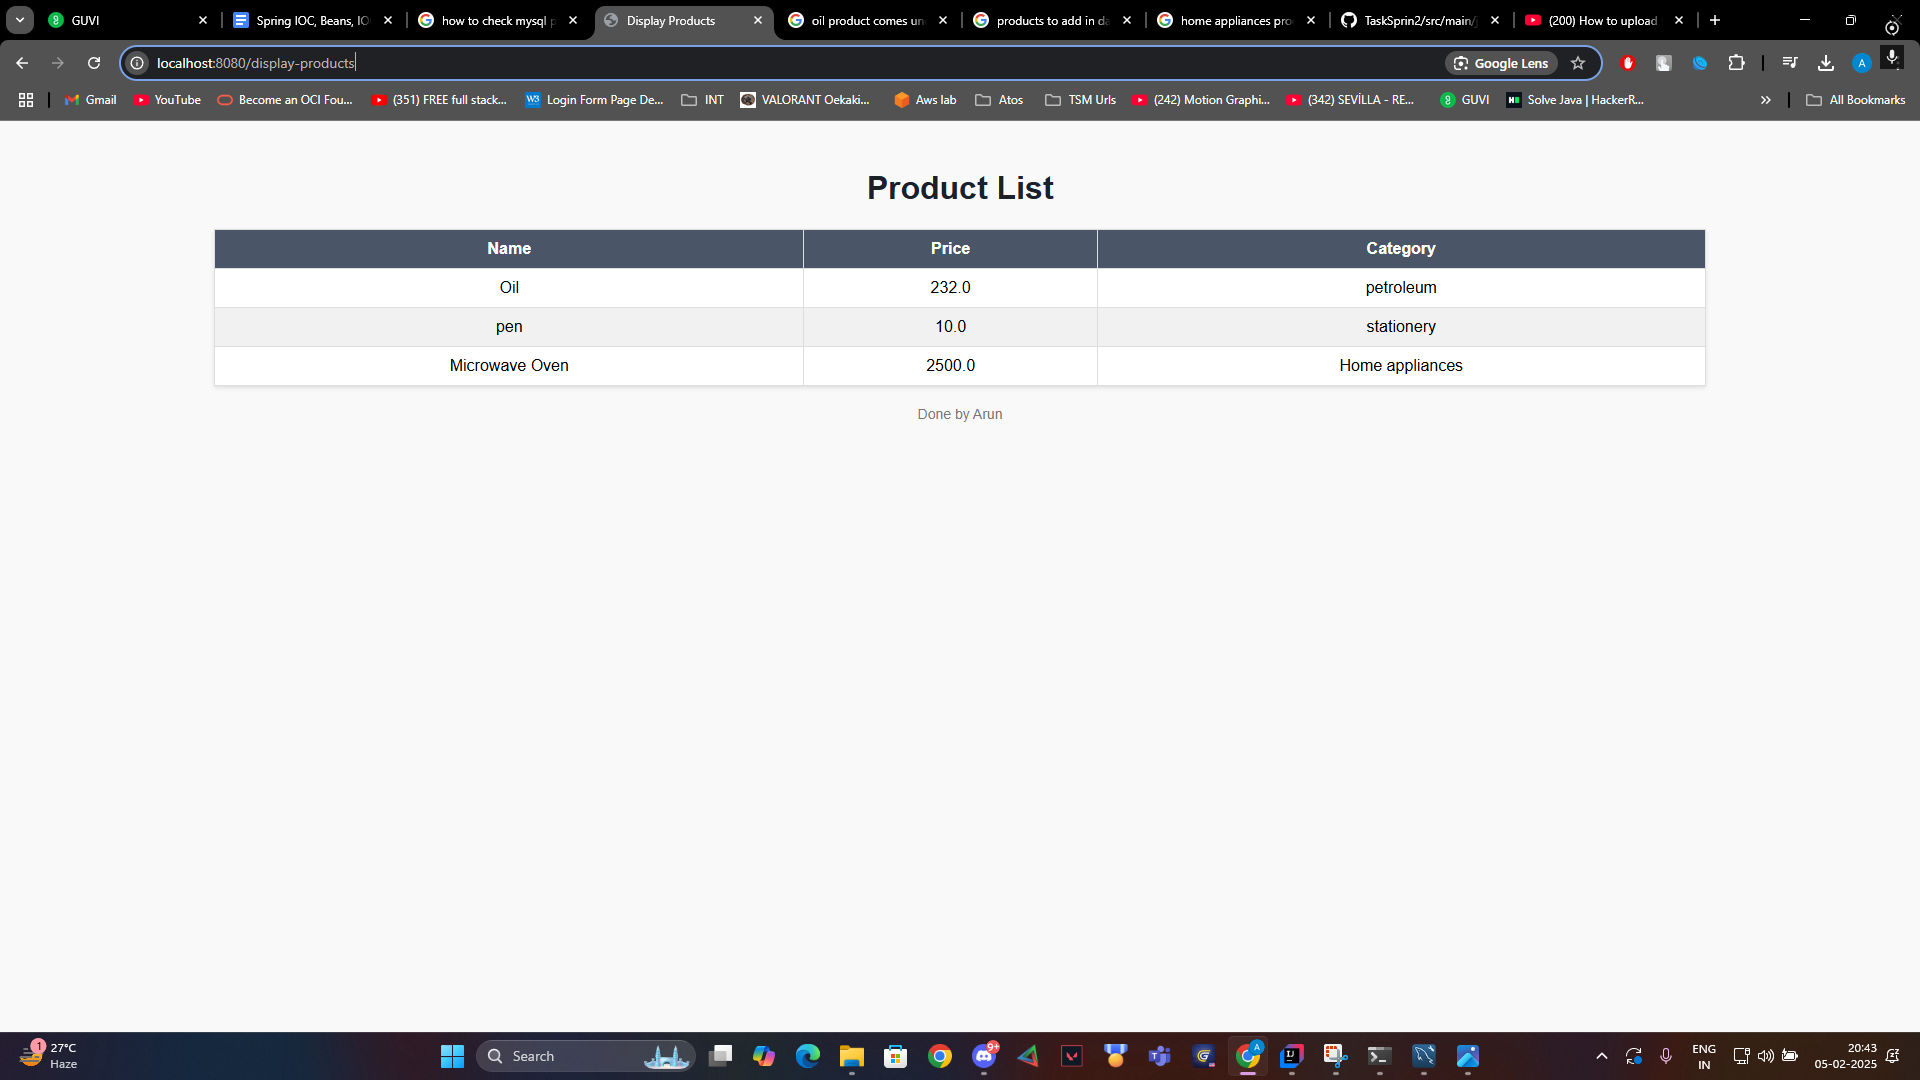 GUVI
Spring IOC, Beans, IO
how to check mysql p
Display Products
oil product comes un
products to add in da
home appliances pro
TaskSprin2/src/main/j
(200) How to upload
localhost:8080/display-products
Google Lens
A
Gmail
YouTube
Become an OCI Fou...
(351) FREE full stack...
Login Form Page De...
INT
VALORANT Oekaki...
Aws lab
Atos
TSM Urls
(242) Motion Graphi...
(342) SEVİLLA - RE...
GUVI
Solve Java | HackerR...
All Bookmarks
Product List
Name Price Category
Oil 232.0 petroleum
pen 10.0 stationery
Microwave Oven 2500.0 Home appliances
Done by Arun
1
27°C
Haze
Search
9+
A
ENG
IN
20:43
05-02-2025